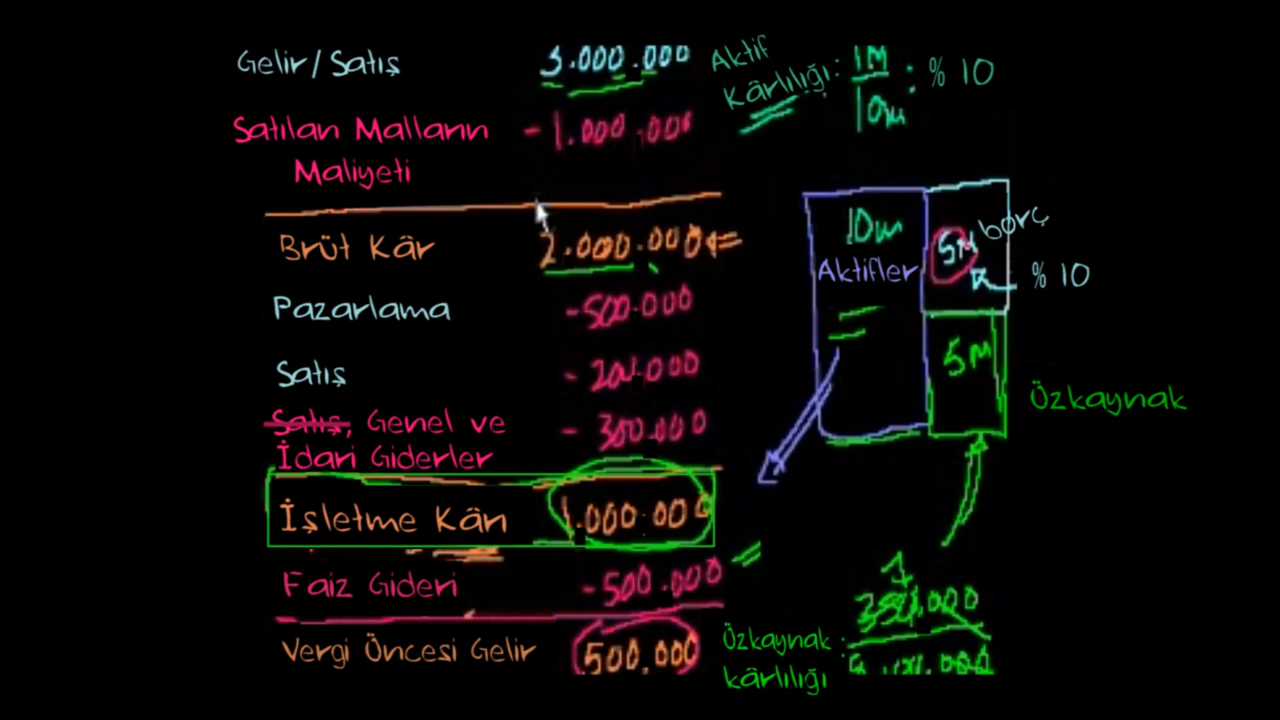 Gelir/Satış 3.000.000
Aktif
Kârlılığı: 1M : % 10
10M
Satılan Malların - 1.000.000
Maliyeti
Brüt Kâr 2.000.000
10M
Aktifler
5M borç
% 10
Pazarlama -500.000
Satış - 200.000
5M
Özkaynak
Satış, Genel ve - 300.000
İdari Giderler
İşletme Kârı 1.000.000
Faiz Gideri -500.000
Vergi Öncesi Gelir 500.000
Özkaynak :
kârlılığı